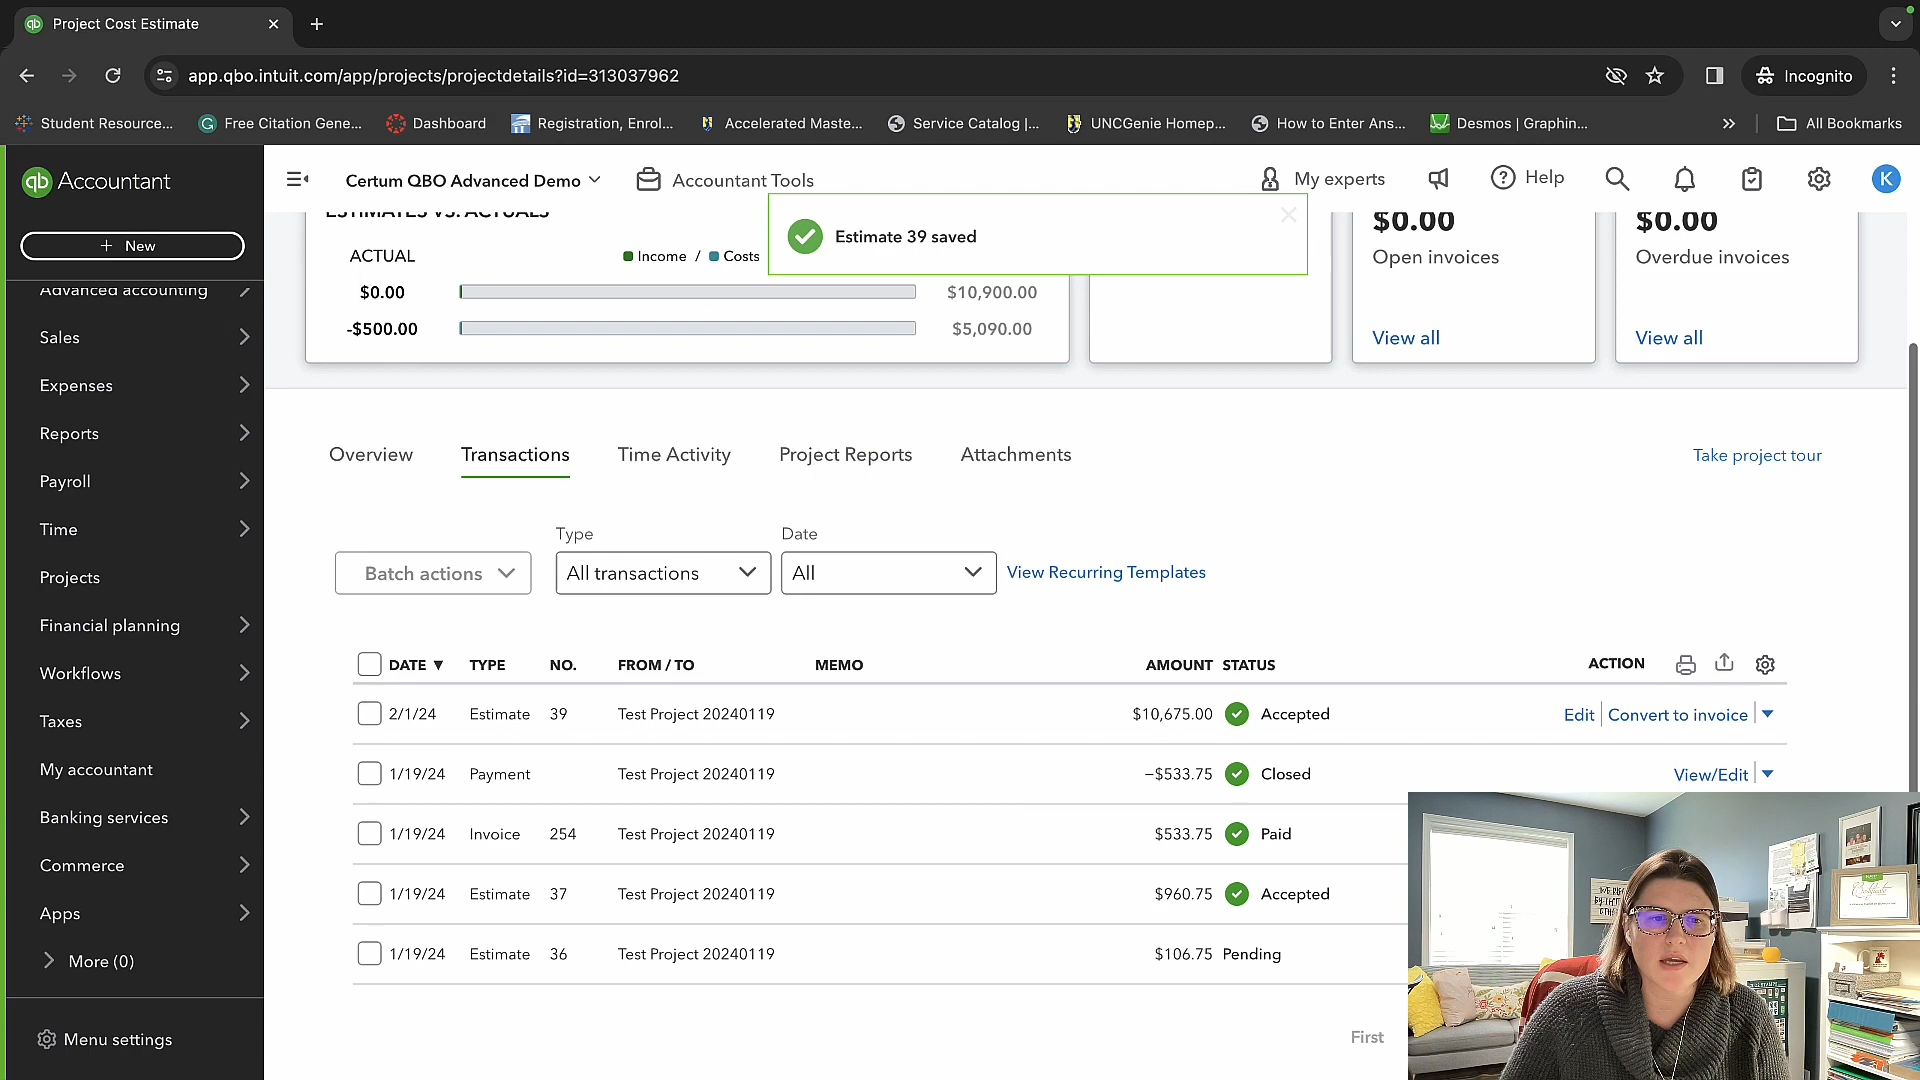 Project Cost Estimate
app.qbo.intuit.com/app/projects/projectdetails?id=313037962
Incognito
Student Resource...
Free Citation Gene...
Dashboard
Registration, Enrol...
Accelerated Maste...
Service Catalog |...
UNCGenie Homep...
How to Enter Ans...
Desmos | Graphin...
All Bookmarks
qb Accountant
Certum QBO Advanced Demo
Accountant Tools
My experts
Help
K
+ New
Advanced accounting
Sales
Expenses
Reports
Payroll
Time
Projects
Financial planning
Workflows
Taxes
My accountant
Banking services
Commerce
Apps
More (0)
Menu settings
ESTIMATES VS. ACTUALS
ACTUAL
Income / Costs
$0.00
$10,900.00
-$500.00
$5,090.00
Estimate 39 saved
$0.00
Open invoices
View all
$0.00
Overdue invoices
View all
Overview
Transactions
Time Activity
Project Reports
Attachments
Take project tour
Type
Date
Batch actions
All transactions
All
View Recurring Templates
DATE ▼ TYPE NO. FROM / TO MEMO AMOUNT STATUS ACTION
2/1/24 Estimate 39 Test Project 20240119 $10,675.00 Accepted Edit Convert to invoice
1/19/24 Payment Test Project 20240119 −$533.75 Closed View/Edit
1/19/24 Invoice 254 Test Project 20240119 $533.75 Paid
1/19/24 Estimate 37 Test Project 20240119 $960.75 Accepted
1/19/24 Estimate 36 Test Project 20240119 $106.75 Pending
First